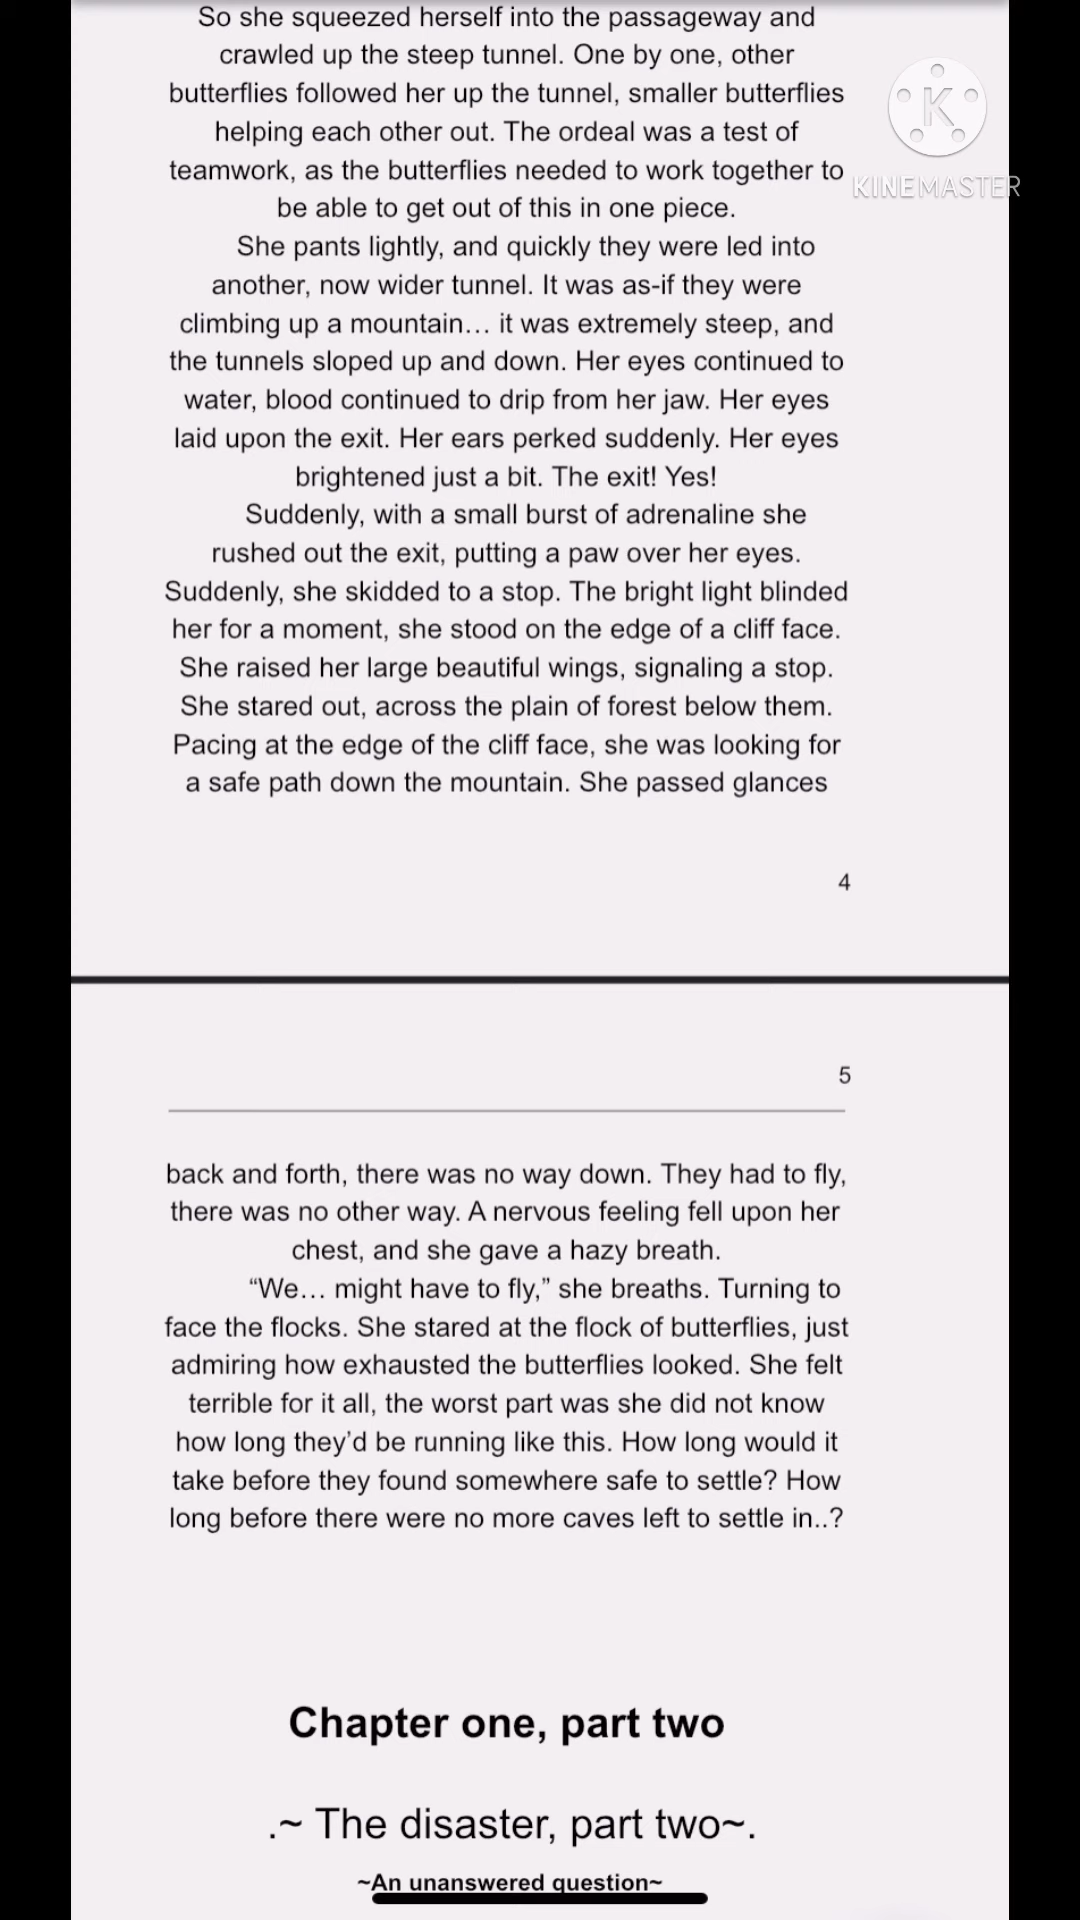 So she squeezed herself into the passageway and
crawled up the steep tunnel. One by one, other
butterflies followed her up the tunnel, smaller butterflies
helping each other out. The ordeal was a test of
teamwork, as the butterflies needed to work together to
be able to get out of this in one piece.
K
KINEMASTER
She pants lightly, and quickly they were led into
another, now wider tunnel. It was as-if they were
climbing up a mountain… it was extremely steep, and
the tunnels sloped up and down. Her eyes continued to
water, blood continued to drip from her jaw. Her eyes
laid upon the exit. Her ears perked suddenly. Her eyes
brightened just a bit. The exit! Yes!
Suddenly, with a small burst of adrenaline she
rushed out the exit, putting a paw over her eyes.
Suddenly, she skidded to a stop. The bright light blinded
her for a moment, she stood on the edge of a cliff face.
She raised her large beautiful wings, signaling a stop.
She stared out, across the plain of forest below them.
Pacing at the edge of the cliff face, she was looking for
a safe path down the mountain. She passed glances
4
5
back and forth, there was no way down. They had to fly,
there was no other way. A nervous feeling fell upon her
chest, and she gave a hazy breath.
“We… might have to fly,” she breaths. Turning to
face the flocks. She stared at the flock of butterflies, just
admiring how exhausted the butterflies looked. She felt
terrible for it all, the worst part was she did not know
how long they’d be running like this. How long would it
take before they found somewhere safe to settle? How
long before there were no more caves left to settle in..?
Chapter one, part two
.~ The disaster, part two~.
~An unanswered question~